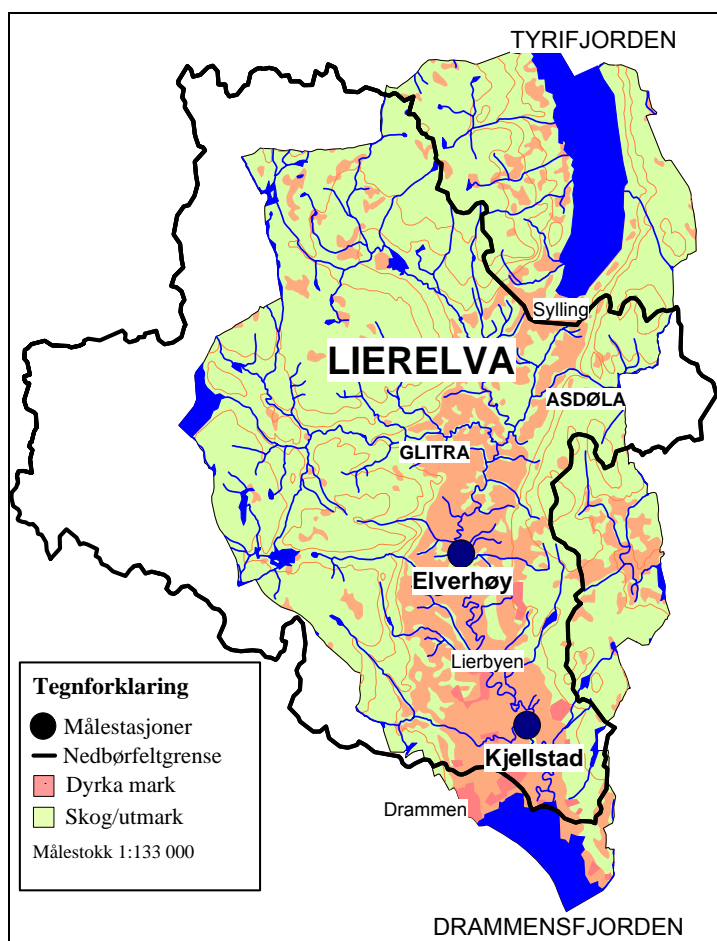 TYRIFJORDEN
Sylling
LIERELVA
ASDØLA
GLITRA
Elverhøy
Lierbyen
Kjellstad
Drammen
DRAMMENSFJORDEN
Tegnforklaring
Målestasjoner
Nedbørfeltgrense
Dyrka mark
Skog/utmark
Målestokk 1:133 000